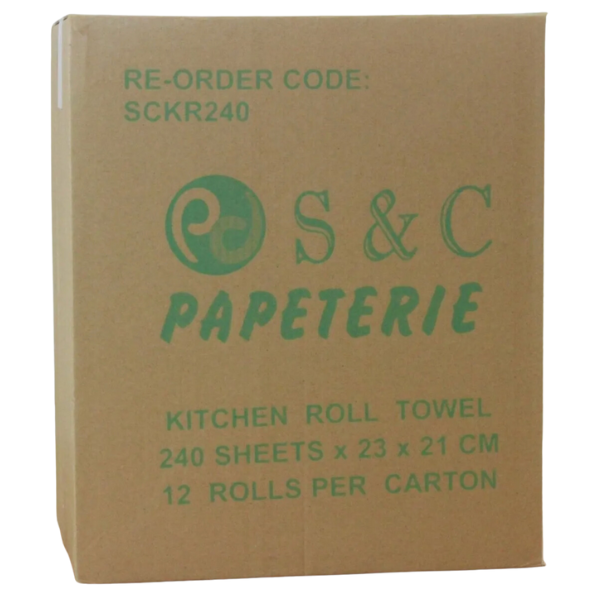 RE-ORDER CODE:
SCKR240
S & C
PAPETERIE
KITCHEN ROLL TOWEL
240 SHEETS x 23 x 21 CM
12 ROLLS PER CARTON